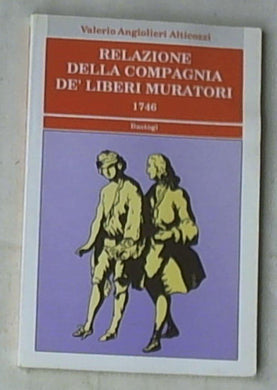 Valerio Angiolieri Alticozzi
RELAZIONE
DELLA COMPAGNIA
DE' LIBERI MURATORI
1746
Bastogi